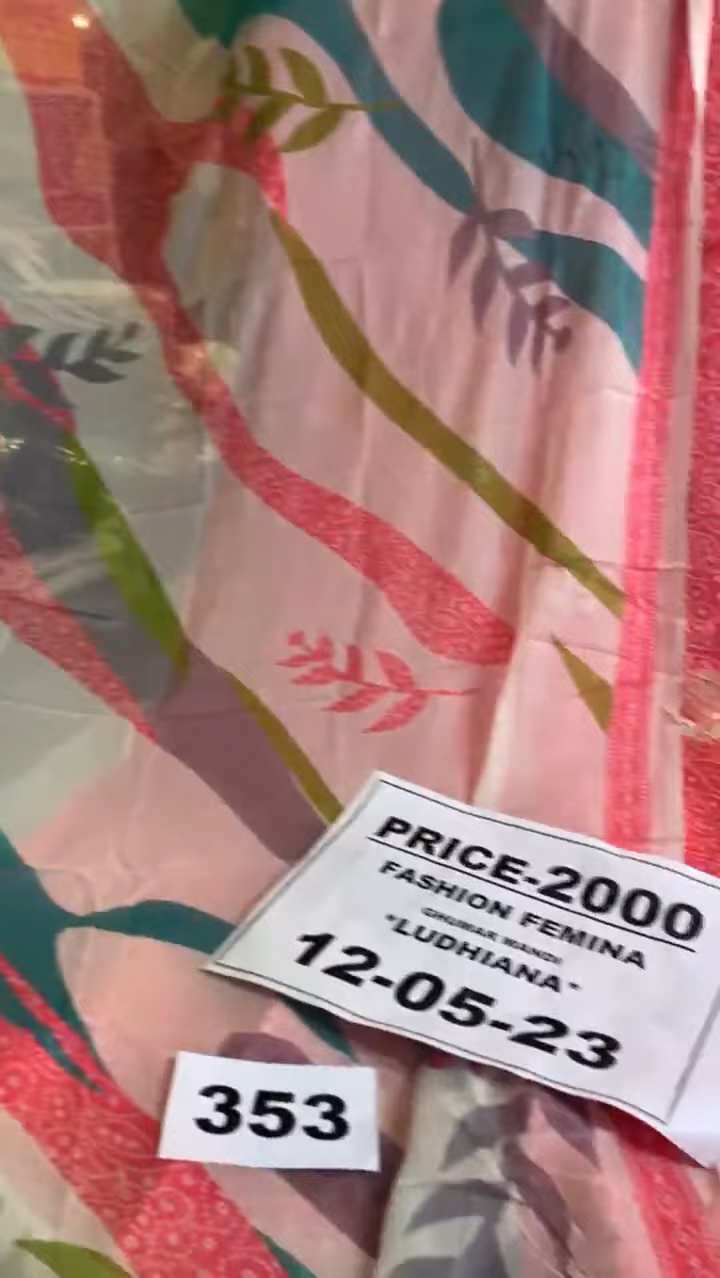 PRICE-2000
FASHION FEMINA
GHUMAR MANDI
"LUDHIANA"
12-05-23
353